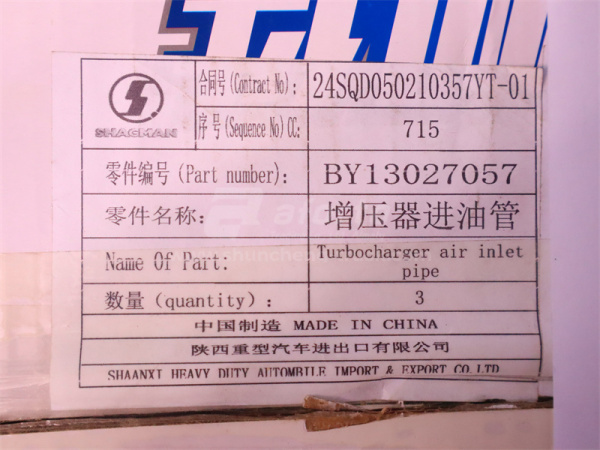 合同号(Contract No): 24SQD050210357YT-01
SHACMAN
序号(Sequence No)CC: 715
零件编号(Part number): BY13027057
零件名称: 增压器进油管
Name Of Part: Turbocharger air inlet
pipe
数量(quantity): 3
中国制造 MADE IN CHINA
陕西重型汽车进出口有限公司
SHAANXI HEAVY DUTY AUTOMBILE IMPORT & EXPORT CO.LTD